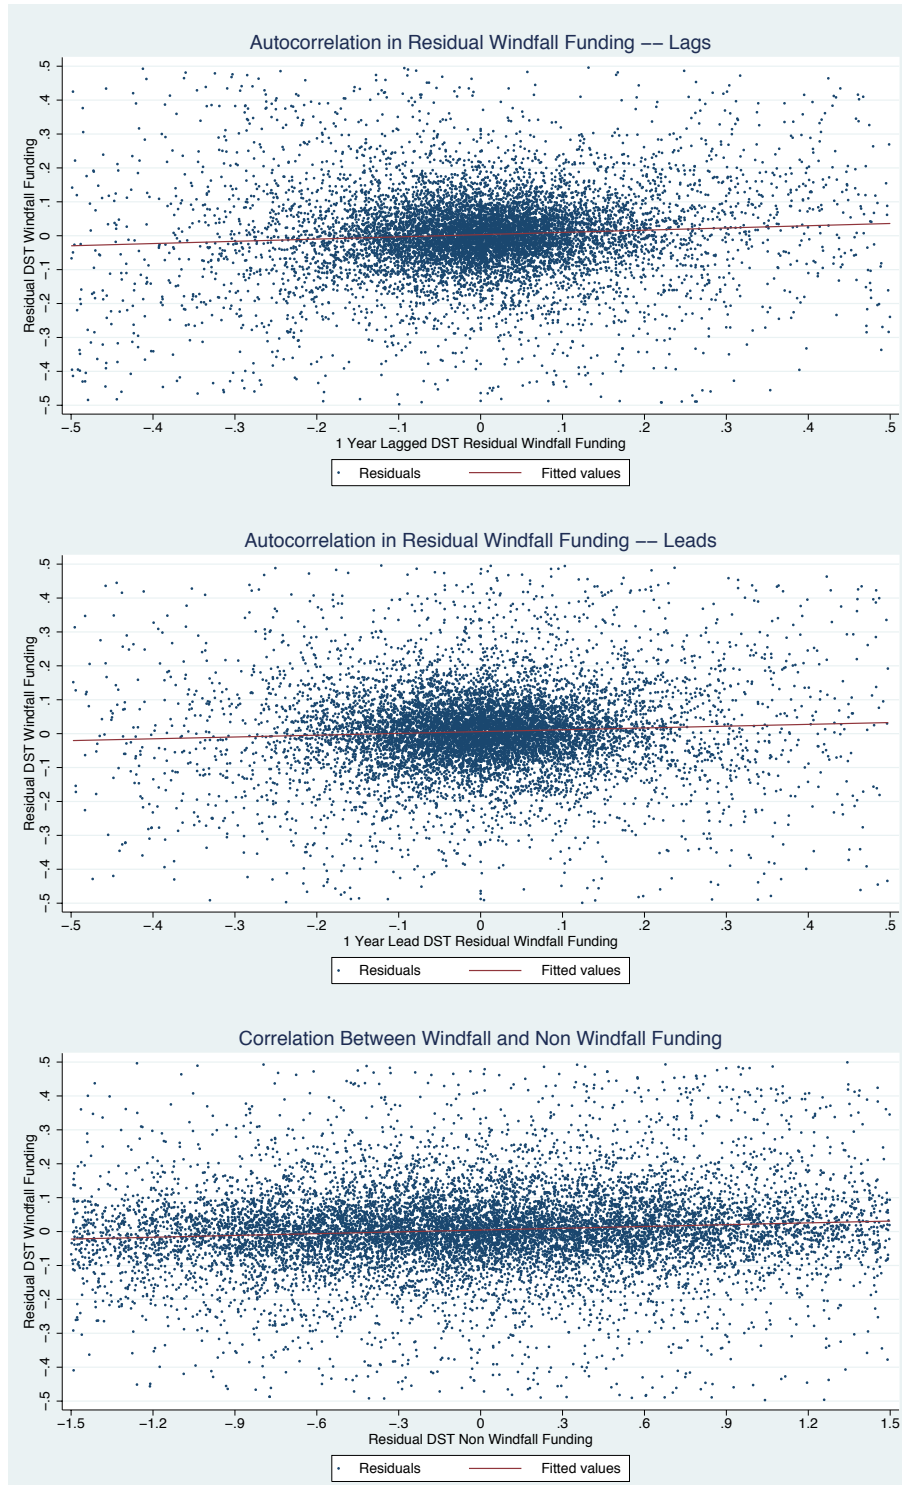 Autocorrelation in Residual Windfall Funding −− Lags
Residual DST Windfall Funding
.5
.4
.3
.2
.1
0
−.1
−.2
−.3
−.4
−.5
−.5 −.4 −.3 −.2 −.1 0 .1 .2 .3 .4 .5
1 Year Lagged DST Residual Windfall Funding
Residuals Fitted values
Autocorrelation in Residual Windfall Funding −− Leads
Residual DST Windfall Funding
.5
.4
.3
.2
.1
0
−.1
−.2
−.3
−.4
−.5
−.5 −.4 −.3 −.2 −.1 0 .1 .2 .3 .4 .5
1 Year Lead DST Residual Windfall Funding
Residuals Fitted values
Correlation Between Windfall and Non Windfall Funding
Residual DST Windfall Funding
.5
.4
.3
.2
.1
0
−.1
−.2
−.3
−.4
−.5
−1.5 −1.2 −.9 −.6 −.3 0 .3 .6 .9 1.2 1.5
Residual DST Non Windfall Funding
Residuals Fitted values